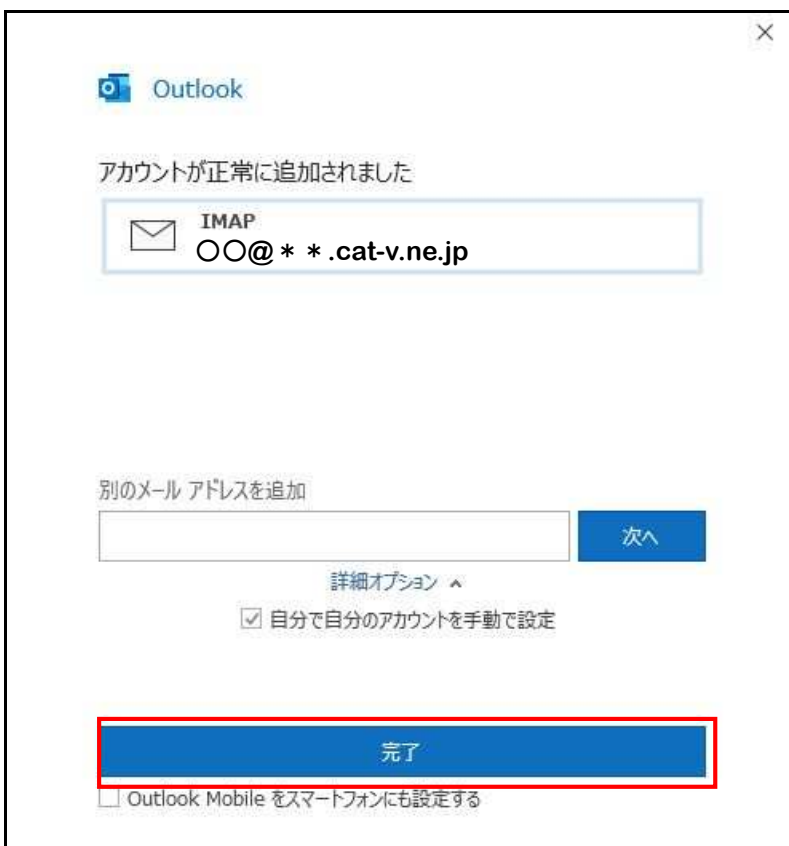 Outlook
アカウントが正常に追加されました
IMAP
〇〇@＊＊.cat-v.ne.jp
別のメール アドレスを追加
次へ
詳細オプション
自分で自分のアカウントを手動で設定
完了
Outlook Mobile をスマートフォンにも設定する